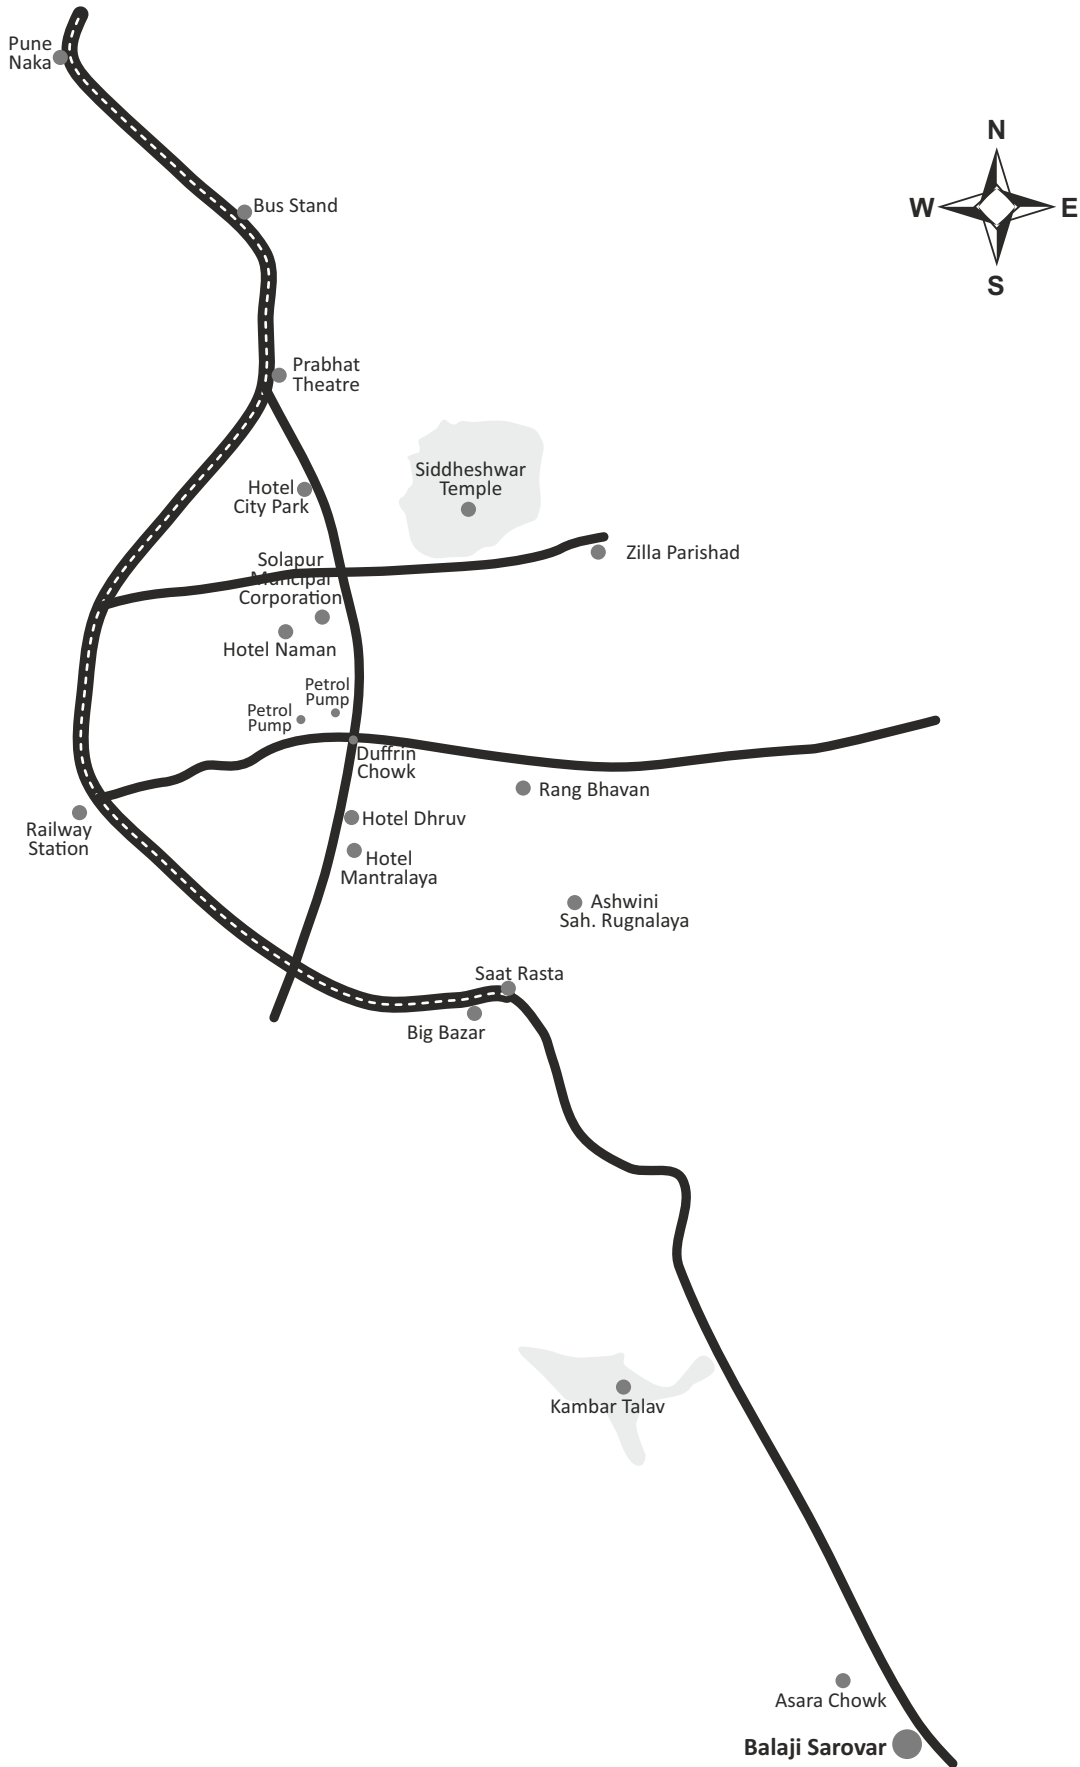 Pune
Naka
N
W
E
S
Bus Stand
Prabhat
Theatre
Siddheshwar
Temple
Hotel
City Park
Zilla Parishad
Solapur
Muncipal
Corporation
Hotel Naman
Petrol
Pump
Petrol
Pump
Duffrin
Chowk
Rang Bhavan
Hotel Dhruv
Railway
Station
Hotel
Mantralaya
Ashwini
Sah. Rugnalaya
Saat Rasta
Big Bazar
Kambar Talav
Asara Chowk
Balaji Sarovar